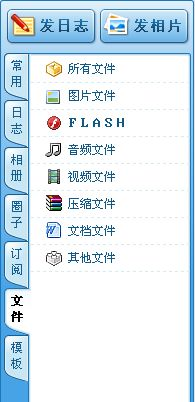 发日志
发相片
常用
日志
相册
圈子
订阅
文件
模板
所有文件
图片文件
FLASH
音频文件
视频文件
压缩文件
文档文件
其他文件